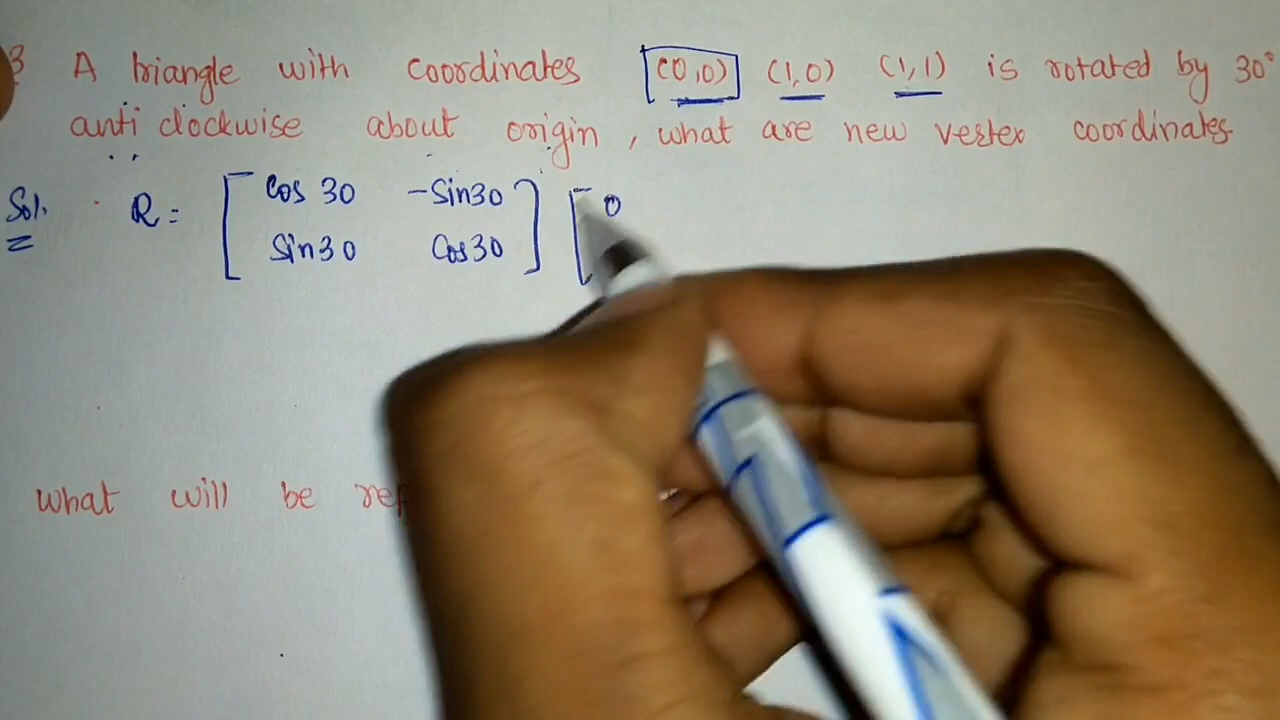 3 A triangle with coordinates (0,0) (1,0) (1,1) is rotated by 30°
anti clockwise about origin, what are new vertex coordinates.
Sol. R = [ Cos 30 -Sin30 ] [ 0
Sin30 Cos30
What will be